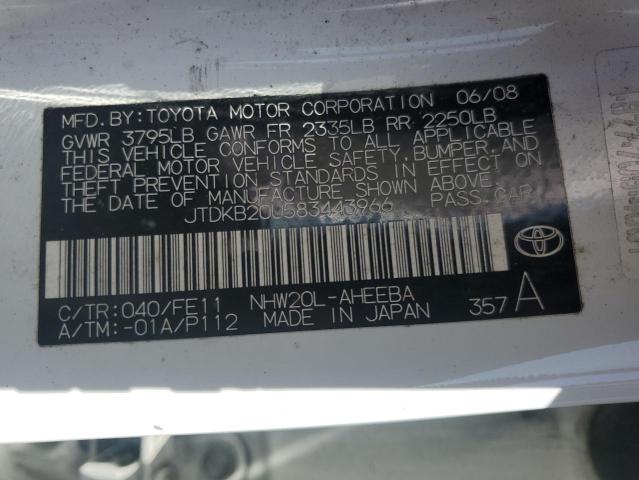 MFD. BY: TOYOTA MOTOR CORPORATION 06/08
GVWR 3795LB GAWR FR 2335LB RR 2250LB
THIS VEHICLE CONFORMS TO ALL APPLICABLE
FEDERAL MOTOR VEHICLE SAFETY, BUMPER, AND
THEFT PREVENTION STANDARDS IN EFFECT ON
THE DATE OF MANUFACTURE SHOWN ABOVE.
JTDKB20U583443966 PASS. CAR
C/TR: 040/FE11 NHW20L-AHEEBA
A/TM: -01A/P112 MADE IN JAPAN 357 A